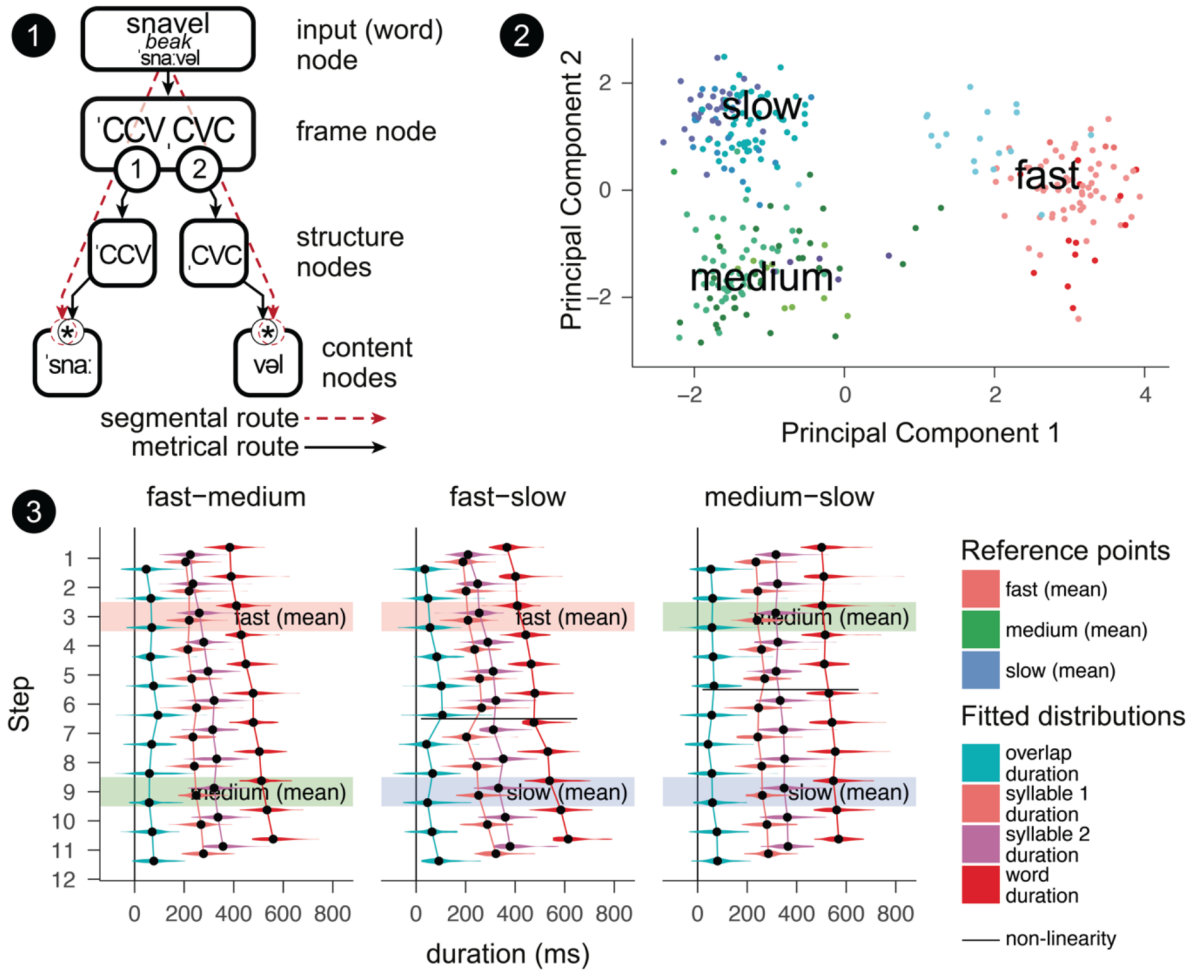 1
snavel
beak
ˈsnaːvəl
input (word)
node
ˈCCV ˌCVC
frame node
1
2
ˈCCV
ˌCVC
structure
nodes
*
*
ˈsnaː
vəl
content
nodes
segmental route
metrical route
2
Principal Component 2
2
0
−2
slow
medium
fast
−2
0
2
4
Principal Component 1
3
fast−medium
fast−slow
medium−slow
Step
1
2
3
4
5
6
7
8
9
10
11
12
fast (mean)
medium (mean)
fast (mean)
slow (mean)
medium (mean)
slow (mean)
0 200 400 600 800
0 200 400 600 800
0 200 400 600 800
duration (ms)
Reference points
fast (mean)
medium (mean)
slow (mean)
Fitted distributions
overlap
duration
syllable 1
duration
syllable 2
duration
word
duration
non−linearity